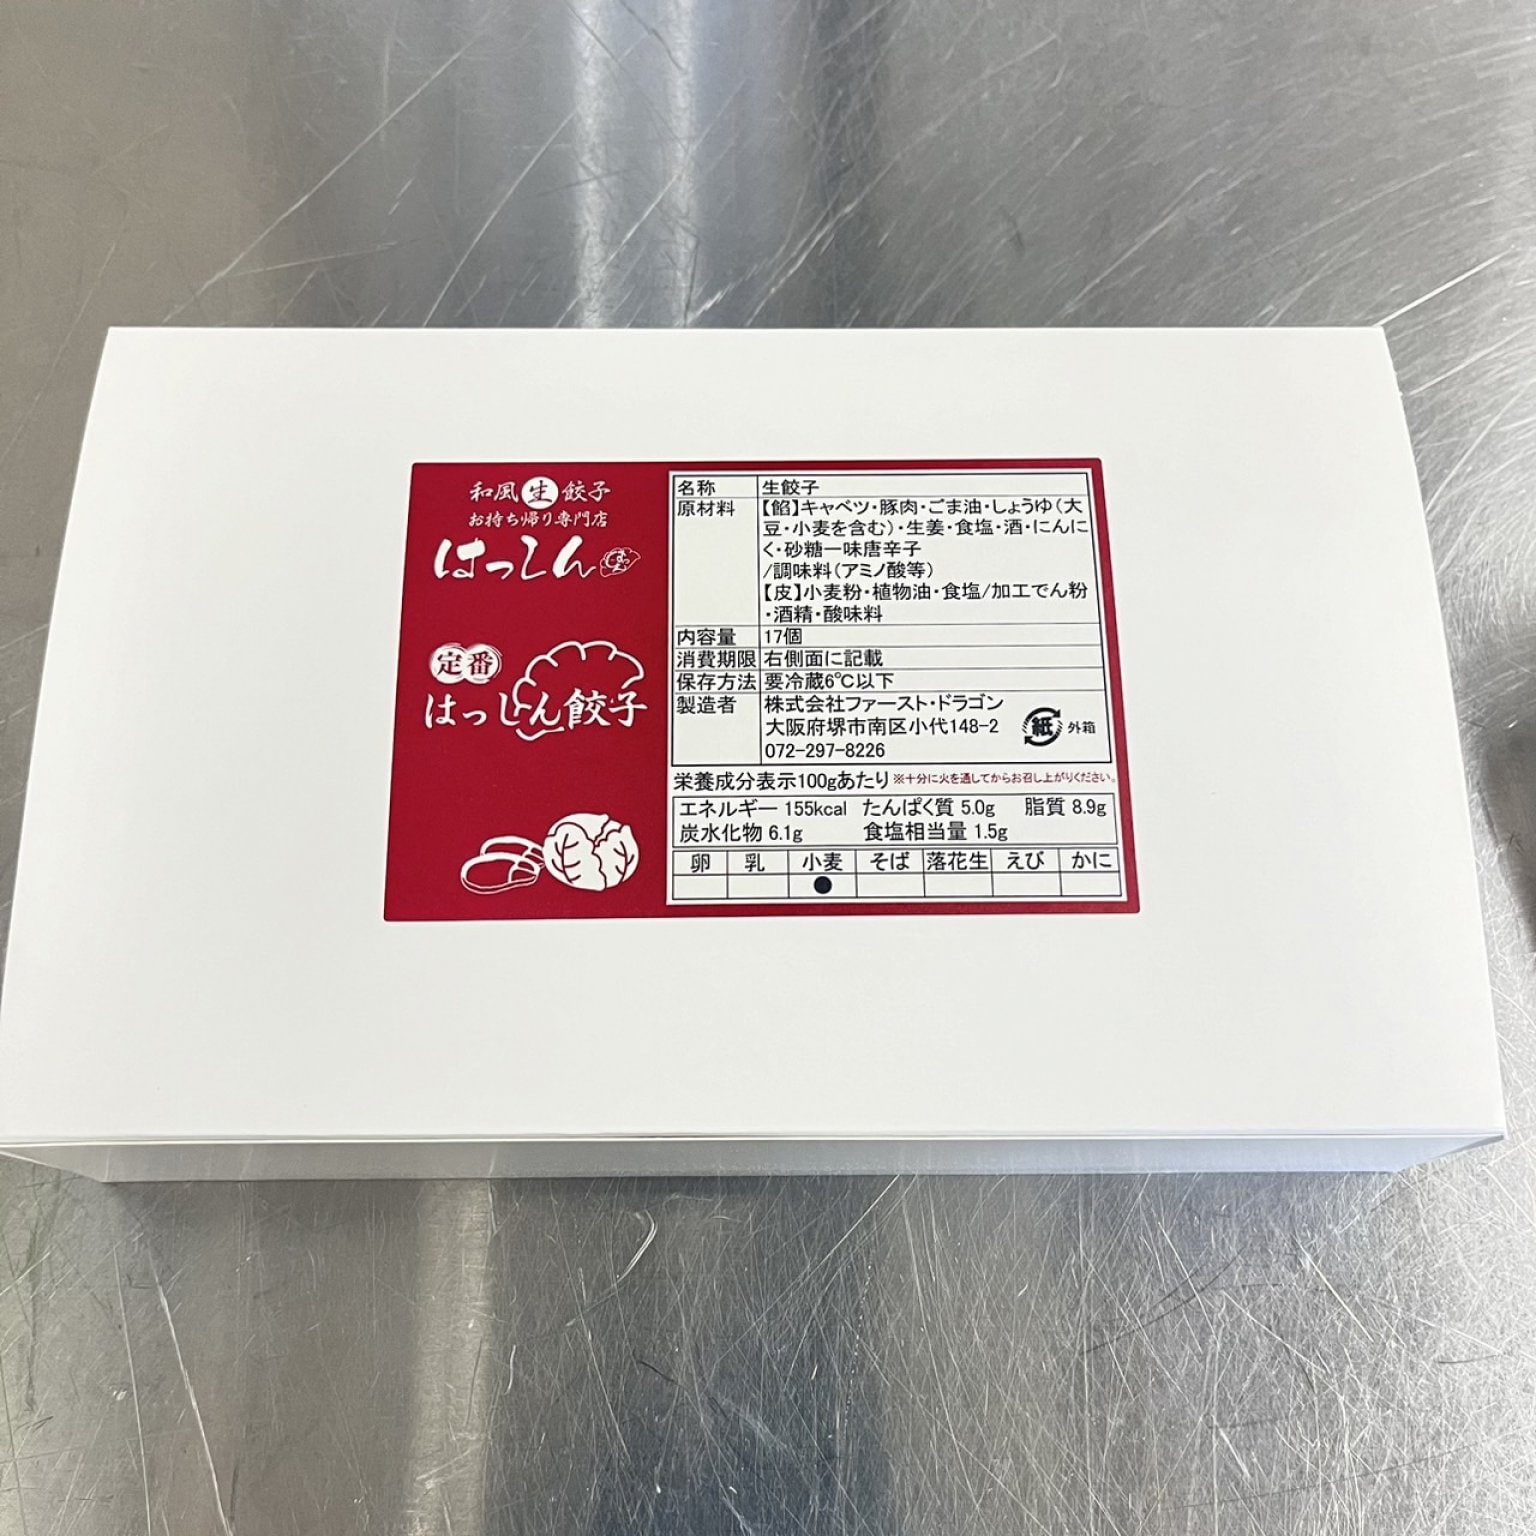 和風生餃子
お持ち帰り専門店
はっしん
定番
はっしん餃子
名称 生餃子
原材料 【餡】キャベツ・豚肉・ごま油・しょうゆ(大
豆・小麦を含む)・生姜・食塩・酒・にんに
く・砂糖一味唐辛子
/調味料(アミノ酸等)
【皮】小麦粉・植物油・食塩/加工でん粉
・酒精・酸味料
内容量 17個
消費期限 右側面に記載
保存方法 要冷蔵6℃以下
製造者 株式会社ファースト・ドラゴン
大阪府堺市南区小代148-2
072-297-8226
紙 外箱
栄養成分表示100gあたり ※十分に火を通してからお召し上がりください。
エネルギー 155kcal たんぱく質 5.0g 脂質 8.9g
炭水化物 6.1g 食塩相当量 1.5g
卵 乳 小麦 そば 落花生 えび かに
●